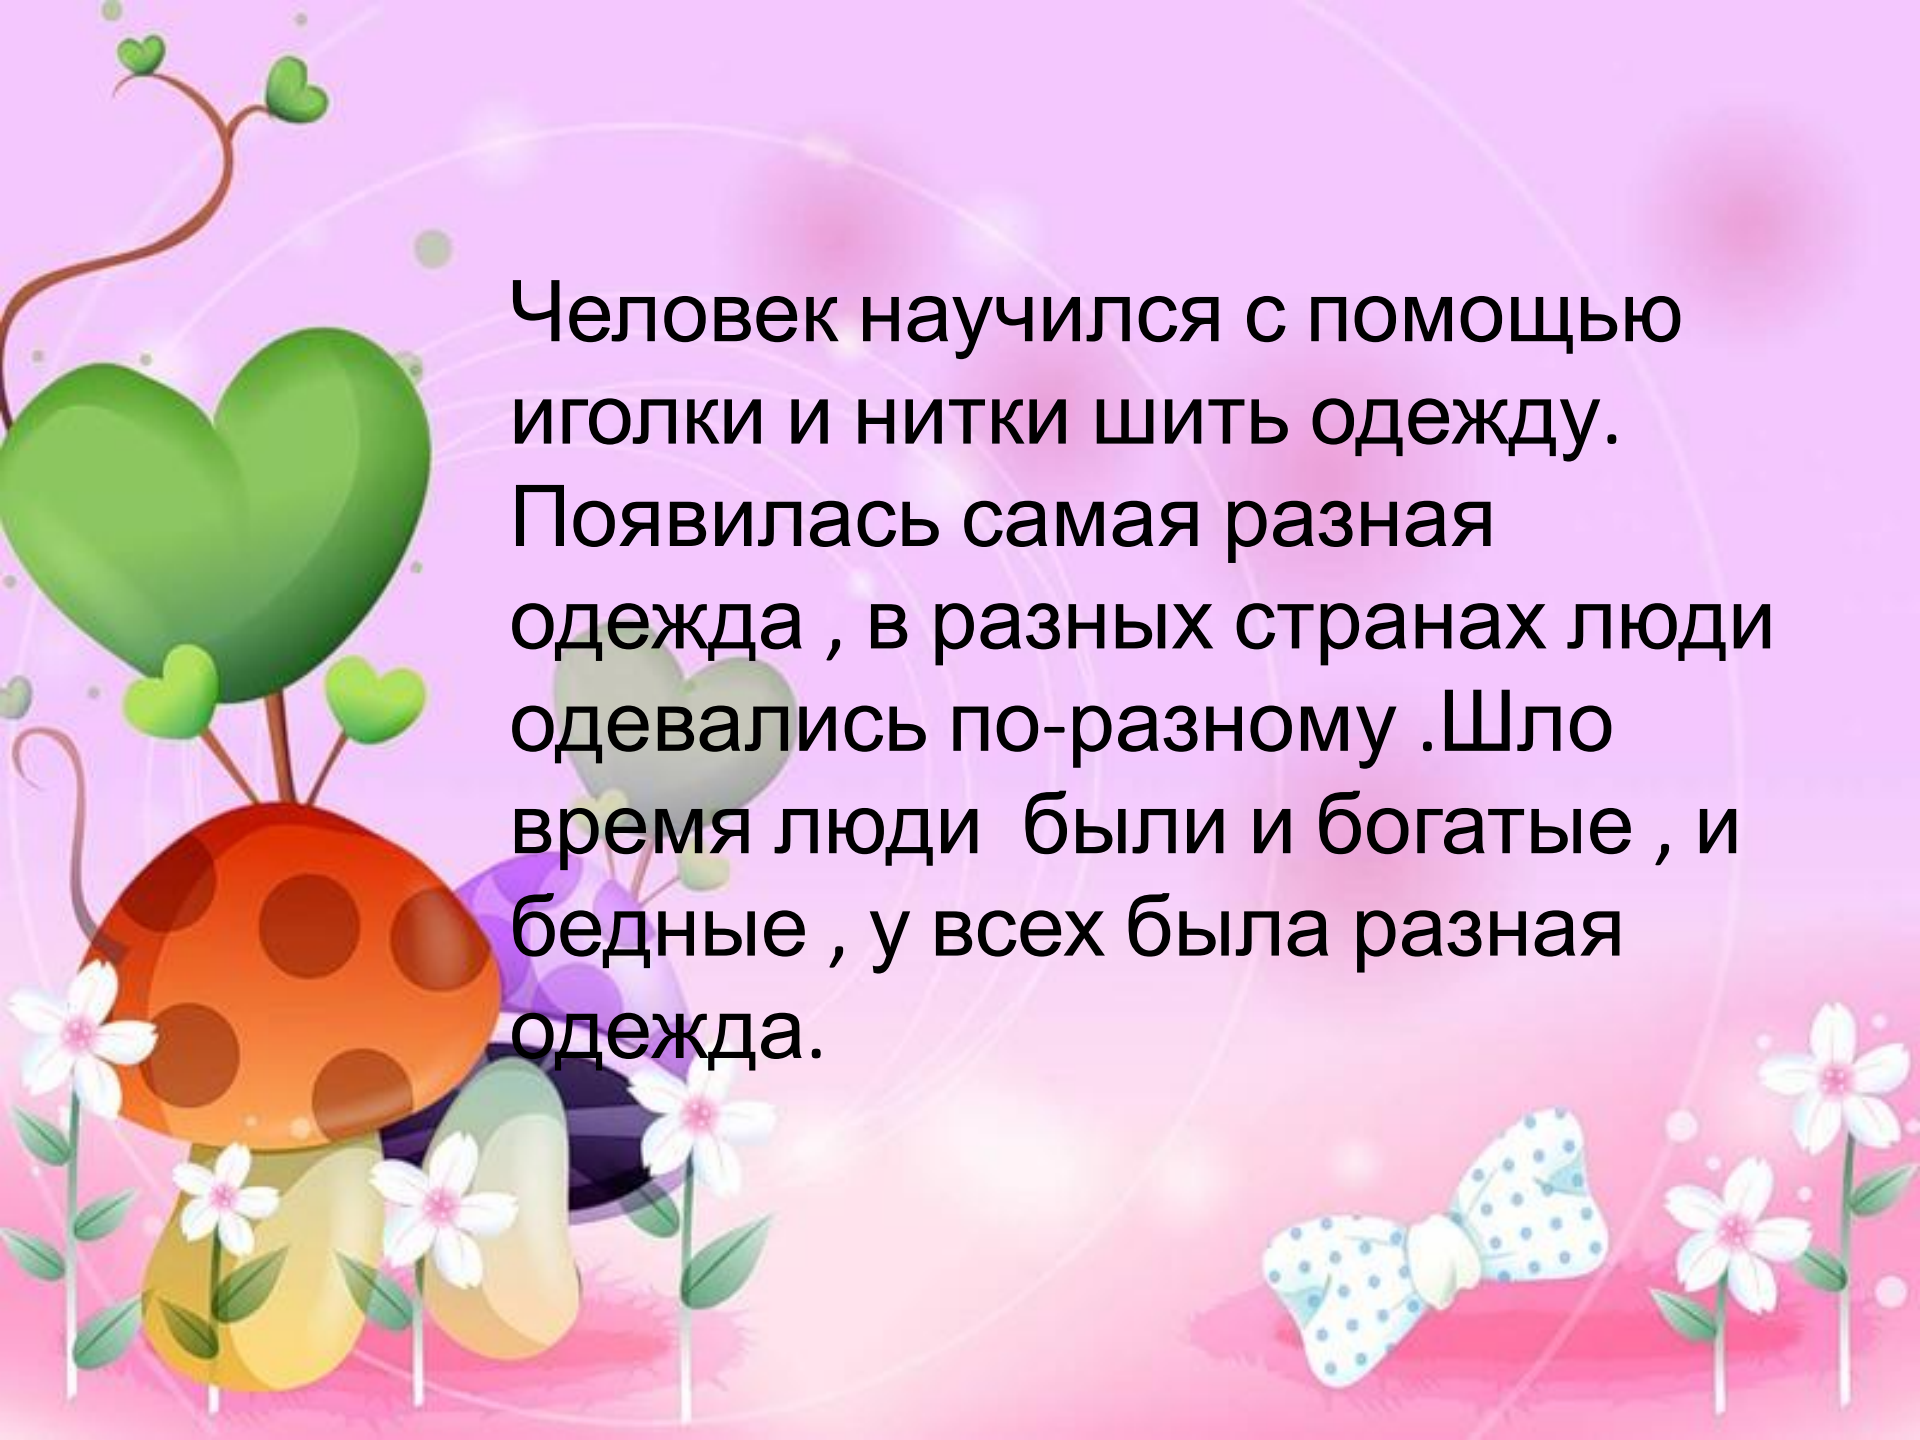 Человек научился с помощью
иголки и нитки шить одежду.
Появилась самая разная
одежда , в разных странах люди
одевались по-разному .Шло
время люди  были и богатые , и
бедные , у всех была разная
одежда.